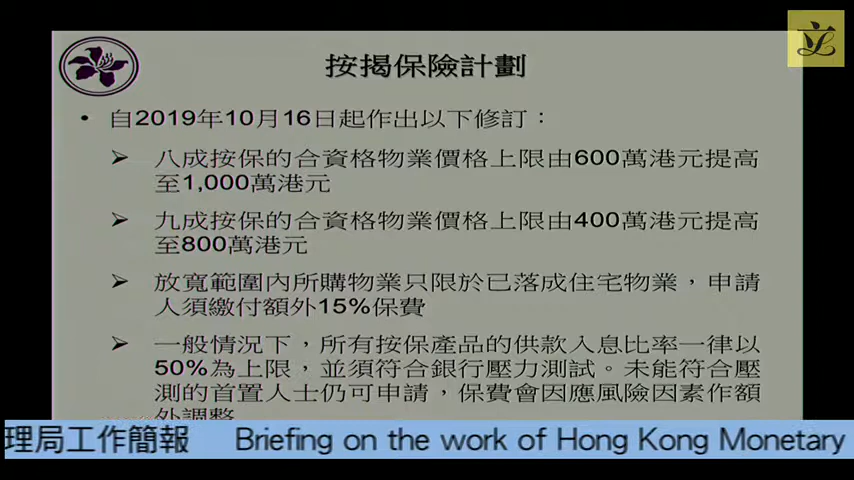 立
按揭保險計劃
• 自2019年10月16日起作出以下修訂：
➢ 八成按保的合資格物業價格上限由600萬港元提高
至1,000萬港元
➢ 九成按保的合資格物業價格上限由400萬港元提高
至800萬港元
➢ 放寬範圍內所購物業只限於已落成住宅物業，申請
人須繳付額外15%保費
➢ 一般情況下，所有按保產品的供款入息比率一律以
50%為上限，並須符合銀行壓力測試。未能符合壓
測的首置人士仍可申請，保費會因應風險因素作額
外調整
理局工作簡報 Briefing on the work of Hong Kong Monetary